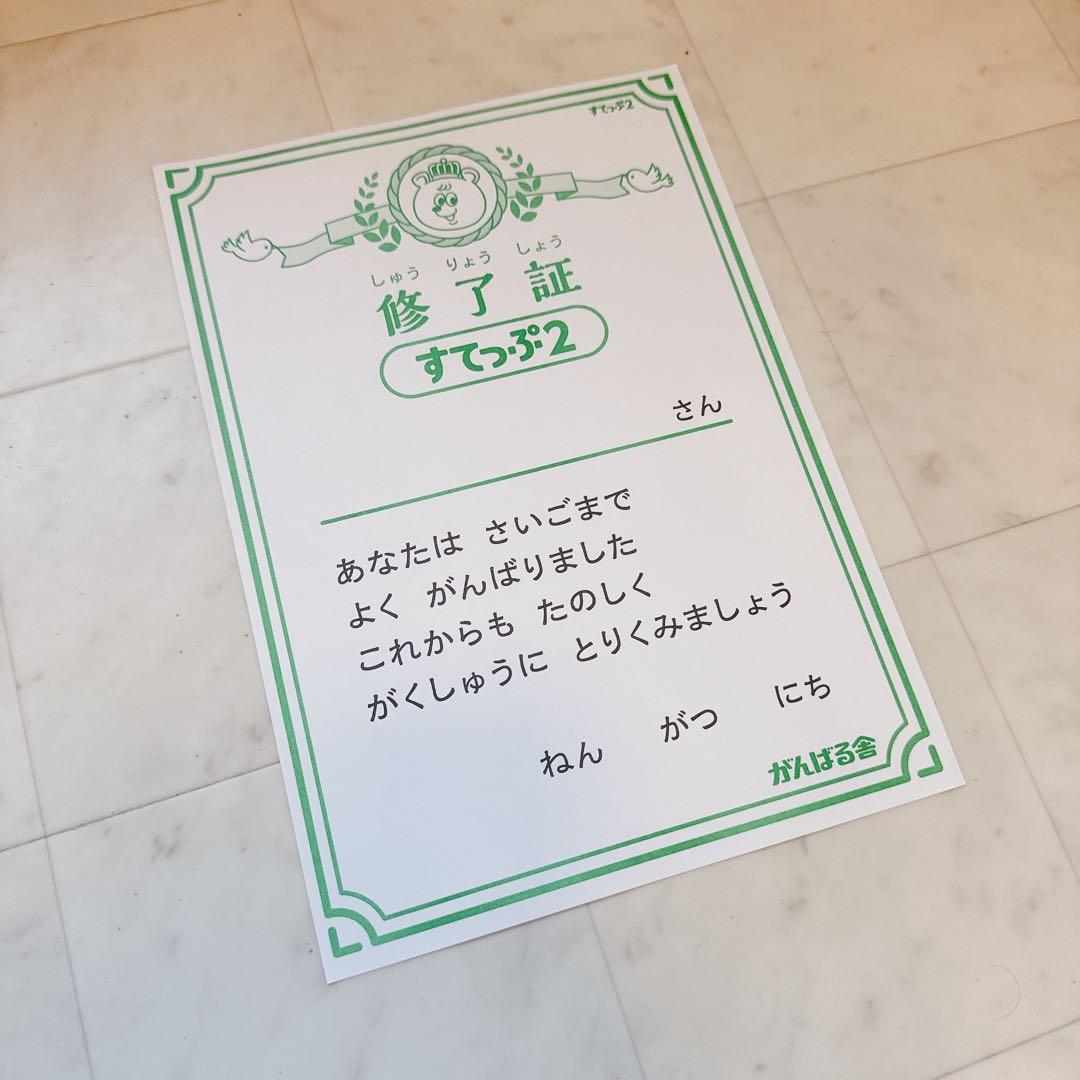 すてっぷ2
しゅう りょう しょう
修了証
すてっぷ2
さん
あなたは さいごまで
よく がんばりました
これからも たのしく
がくしゅうに とりくみましょう
ねん がつ にち
がんばる舎